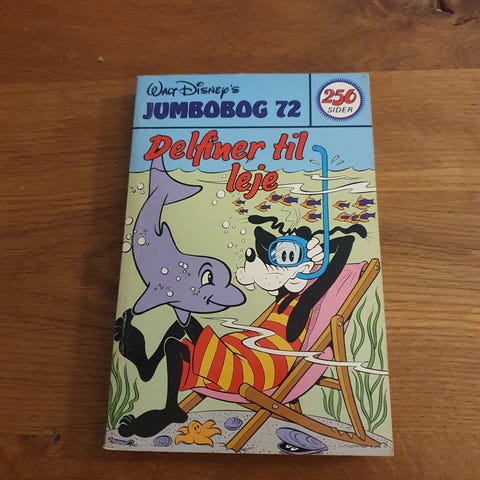 Walt Disney's
JUMBOBOG 72
256
SIDER
Delfiner til
leje